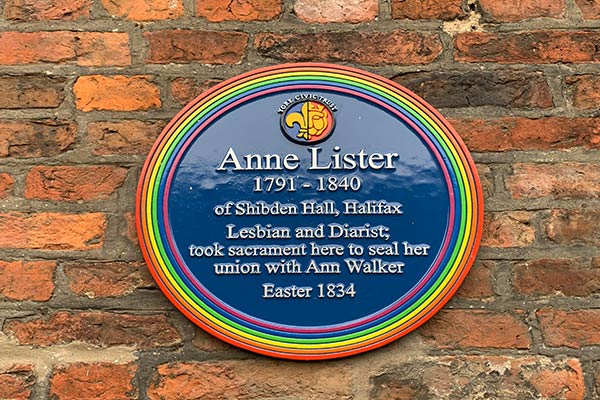 YORK CIVIC TRUST
Anne Lister
1791 - 1840
of Shibden Hall, Halifax
Lesbian and Diarist;
took sacrament here to seal her
union with Ann Walker
Easter 1834